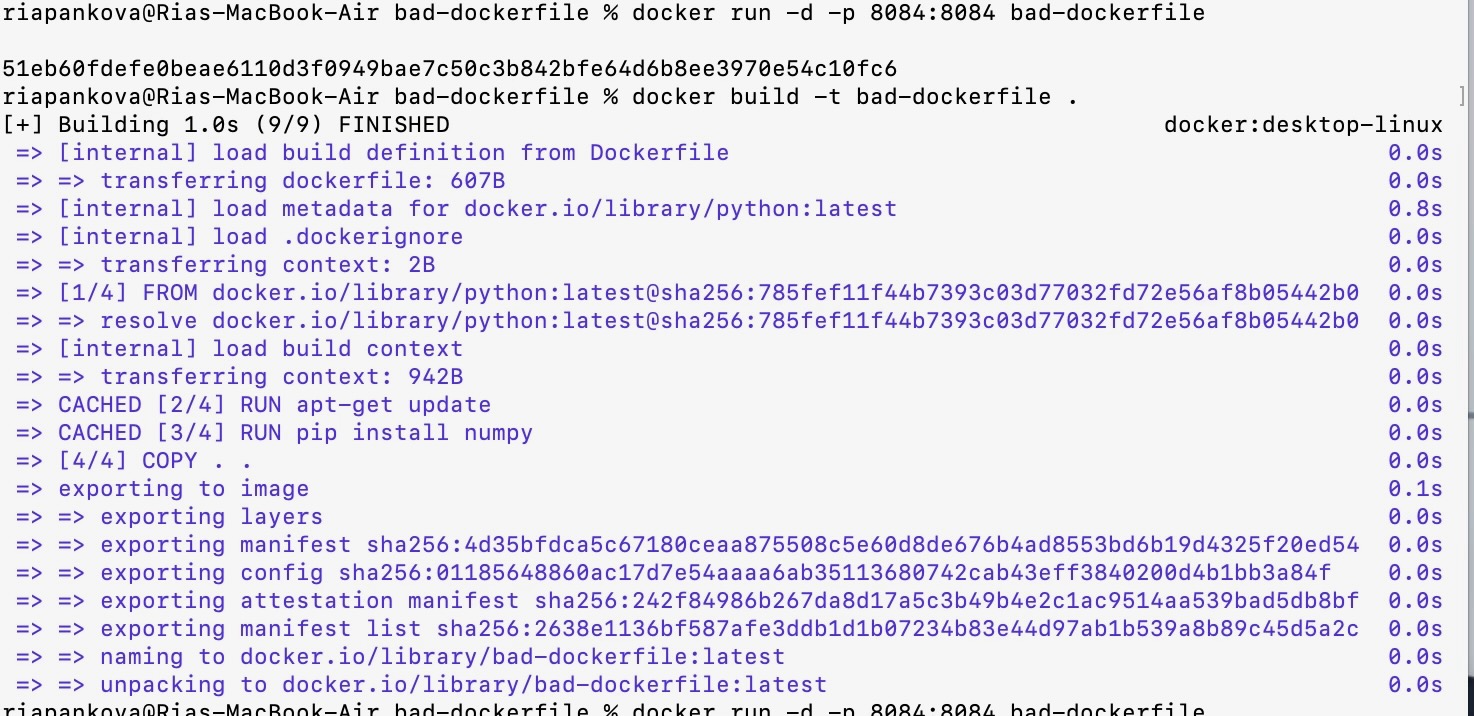 riapankova@Rias-MacBook-Air bad-dockerfile % docker run -d -p 8084:8084 bad-dockerfile
51eb60fdefe0beae6110d3f0949bae7c50c3b842bfe64d6b8ee3970e54c10fc6
riapankova@Rias-MacBook-Air bad-dockerfile % docker build -t bad-dockerfile . ]
[+] Building 1.0s (9/9) FINISHED docker:desktop-linux
=> [internal] load build definition from Dockerfile 0.0s
=> => transferring dockerfile: 607B 0.0s
=> [internal] load metadata for docker.io/library/python:latest 0.8s
=> [internal] load .dockerignore 0.0s
=> => transferring context: 2B 0.0s
=> [1/4] FROM docker.io/library/python:latest@sha256:785fef11f44b7393c03d77032fd72e56af8b05442b0 0.0s
=> => resolve docker.io/library/python:latest@sha256:785fef11f44b7393c03d77032fd72e56af8b05442b0 0.0s
=> [internal] load build context 0.0s
=> => transferring context: 942B 0.0s
=> CACHED [2/4] RUN apt-get update 0.0s
=> CACHED [3/4] RUN pip install numpy 0.0s
=> [4/4] COPY . . 0.0s
=> exporting to image 0.1s
=> => exporting layers 0.0s
=> => exporting manifest sha256:4d35bfdca5c67180ceaa875508c5e60d8de676b4ad8553bd6b19d4325f20ed54 0.0s
=> => exporting config sha256:01185648860ac17d7e54aaaa6ab35113680742cab43eff3840200d4b1bb3a84f 0.0s
=> => exporting attestation manifest sha256:242f84986b267da8d17a5c3b49b4e2c1ac9514aa539bad5db8bf 0.0s
=> => exporting manifest list sha256:2638e1136bf587afe3ddb1d1b07234b83e44d97ab1b539a8b89c45d5a2c 0.0s
=> => naming to docker.io/library/bad-dockerfile:latest 0.0s
=> => unpacking to docker.io/library/bad-dockerfile:latest 0.0s
riapankova@Rias-MacBook-Air bad-dockerfile % docker run -d -p 8084:8084 bad-dockerfile